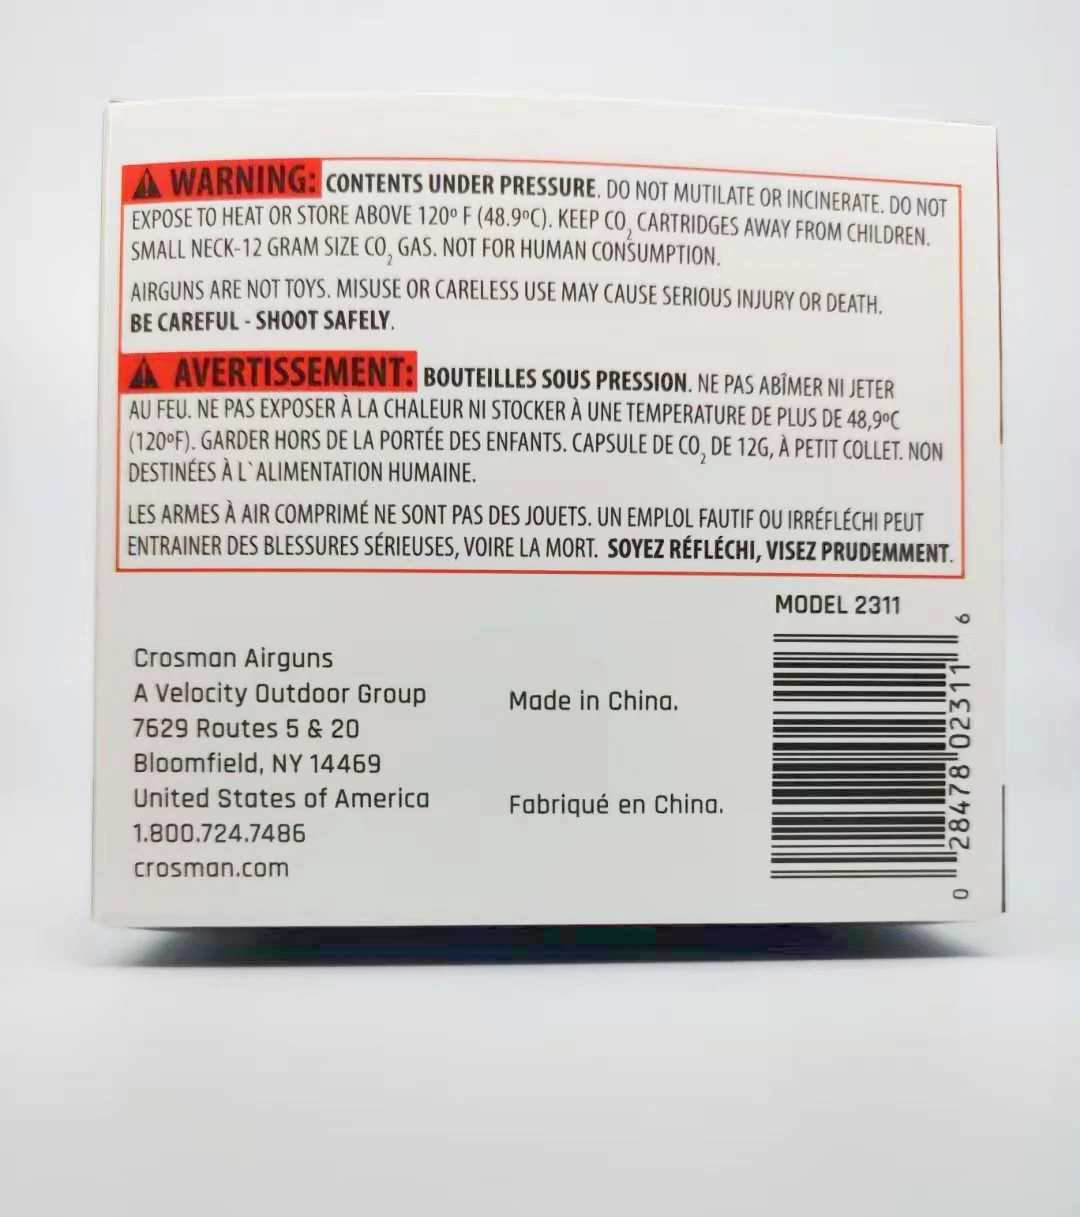 WARNING: CONTENTS UNDER PRESSURE. DO NOT MUTILATE OR INCINERATE. DO NOT
EXPOSE TO HEAT OR STORE ABOVE 120º F (48.9ºC). KEEP CO₂ CARTRIDGES AWAY FROM CHILDREN.
SMALL NECK-12 GRAM SIZE CO₂ GAS. NOT FOR HUMAN CONSUMPTION.
AIRGUNS ARE NOT TOYS. MISUSE OR CARELESS USE MAY CAUSE SERIOUS INJURY OR DEATH.
BE CAREFUL - SHOOT SAFELY.
AVERTISSEMENT: BOUTEILLES SOUS PRESSION. NE PAS ABÎMER NI JETER
AU FEU. NE PAS EXPOSER À LA CHALEUR NI STOCKER À UNE TEMPERATURE DE PLUS DE 48,9ºC
(120ºF). GARDER HORS DE LA PORTÉE DES ENFANTS. CAPSULE DE CO₂ DE 12G, À PETIT COLLET. NON
DESTINÉES À L`ALIMENTATION HUMAINE.
LES ARMES À AIR COMPRIMÉ NE SONT PAS DES JOUETS. UN EMPLOL FAUTIF OU IRRÉFLÉCHI PEUT
ENTRAINER DES BLESSURES SÉRIEUSES, VOIRE LA MORT. SOYEZ RÉFLÉCHI, VISEZ PRUDEMMENT.
Crosman Airguns
A Velocity Outdoor Group
7629 Routes 5 & 20
Bloomfield, NY 14469
United States of America
1.800.724.7486
crosman.com
Made in China.
Fabriqué en China.
MODEL 2311
0 28478 02311 6